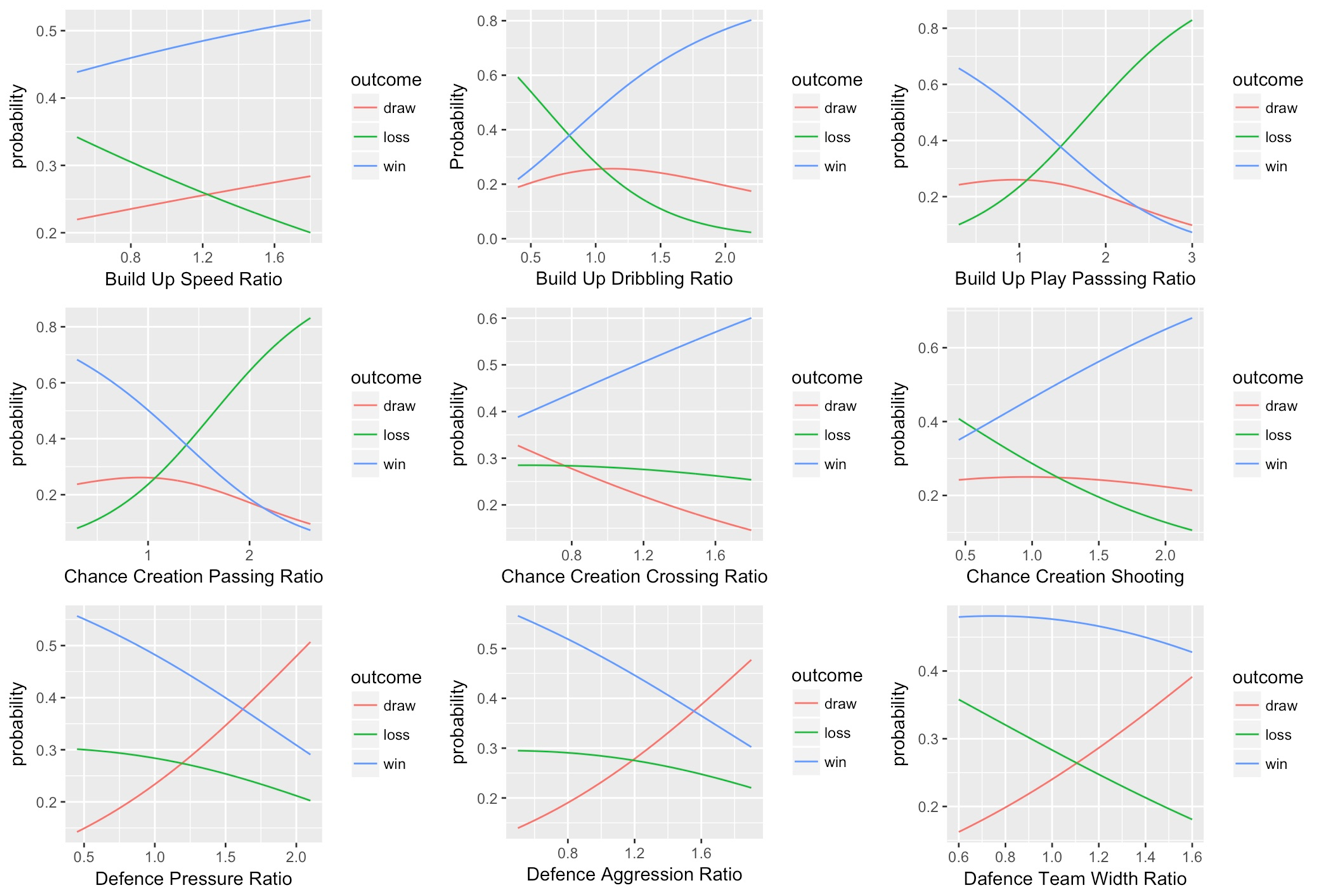 0.5
0.4
0.3
0.2
probability
0.8 1.2 1.6
Build Up Speed Ratio
outcome
draw
loss
win
0.8
0.6
0.4
0.2
0.0
Probability
0.5 1.0 1.5 2.0
Build Up Dribbling Ratio
outcome
draw
loss
win
0.8
0.6
0.4
0.2
probability
1 2 3
Build Up Play Passsing Ratio
outcome
draw
loss
win
0.8
0.6
0.4
0.2
probability
1 2
Chance Creation Passing Ratio
outcome
draw
loss
win
0.6
0.5
0.4
0.3
0.2
probability
0.8 1.2 1.6
Chance Creation Crossing Ratio
outcome
draw
loss
win
0.6
0.4
0.2
probability
0.5 1.0 1.5 2.0
Chance Creation Shooting
outcome
draw
loss
win
0.5
0.4
0.3
0.2
probability
0.5 1.0 1.5 2.0
Defence Pressure Ratio
outcome
draw
loss
win
0.5
0.4
0.3
0.2
probability
0.8 1.2 1.6
Defence Aggression Ratio
outcome
draw
loss
win
0.4
0.3
0.2
probability
0.6 0.8 1.0 1.2 1.4 1.6
Dafence Team Width Ratio
outcome
draw
loss
win